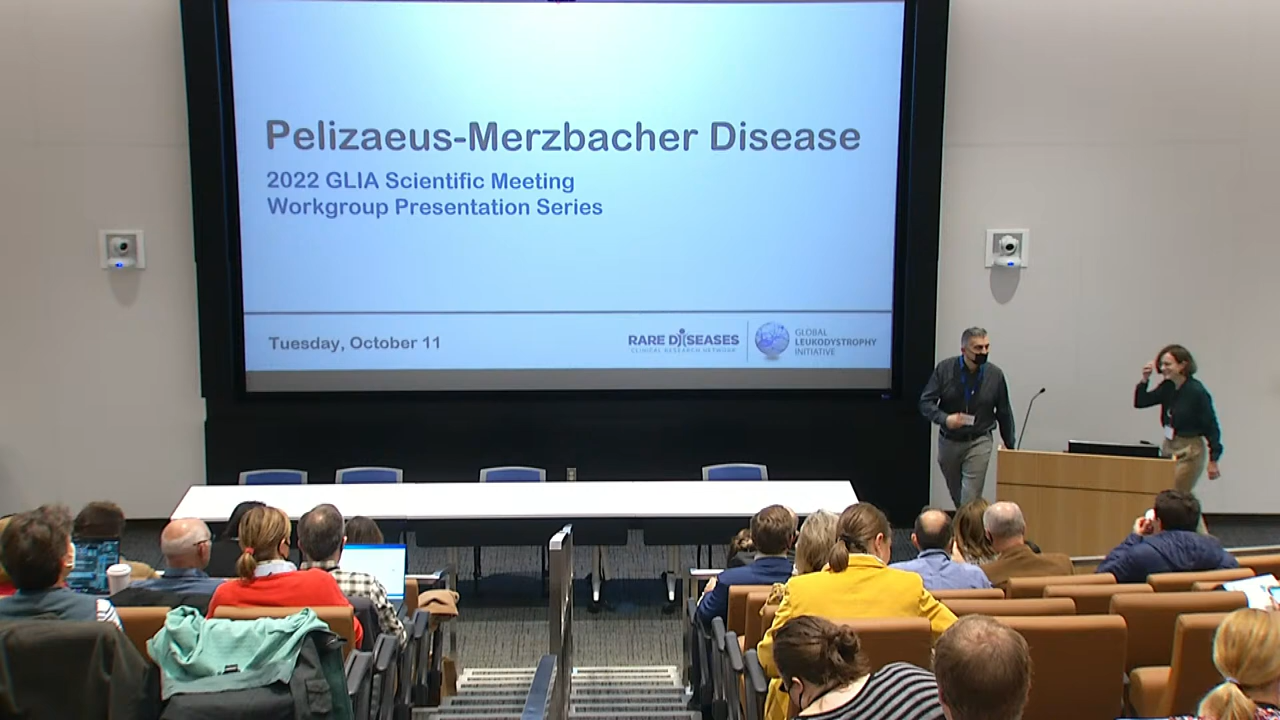 Pelizaeus-Merzbacher Disease
2022 GLIA Scientific Meeting
Workgroup Presentation Series
Tuesday, October 11
RARE DISEASES
CLINICAL RESEARCH NETWORK
GLOBAL
LEUKODYSTROPHY
INITIATIVE